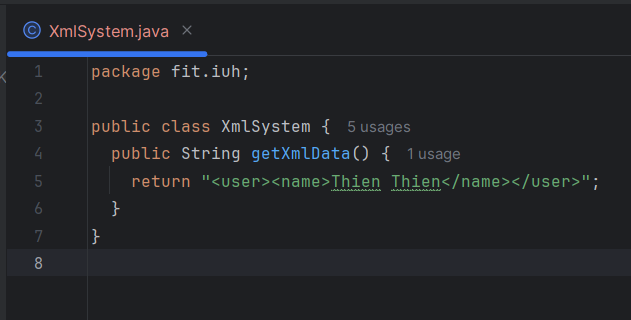 XmlSystem.java
1 package fit.iuh;
2
3 public class XmlSystem { 5 usages
4 public String getXmlData() { 1 usage
5 return "<user><name>Thien Thien</name></user>";
6 }
7 }
8